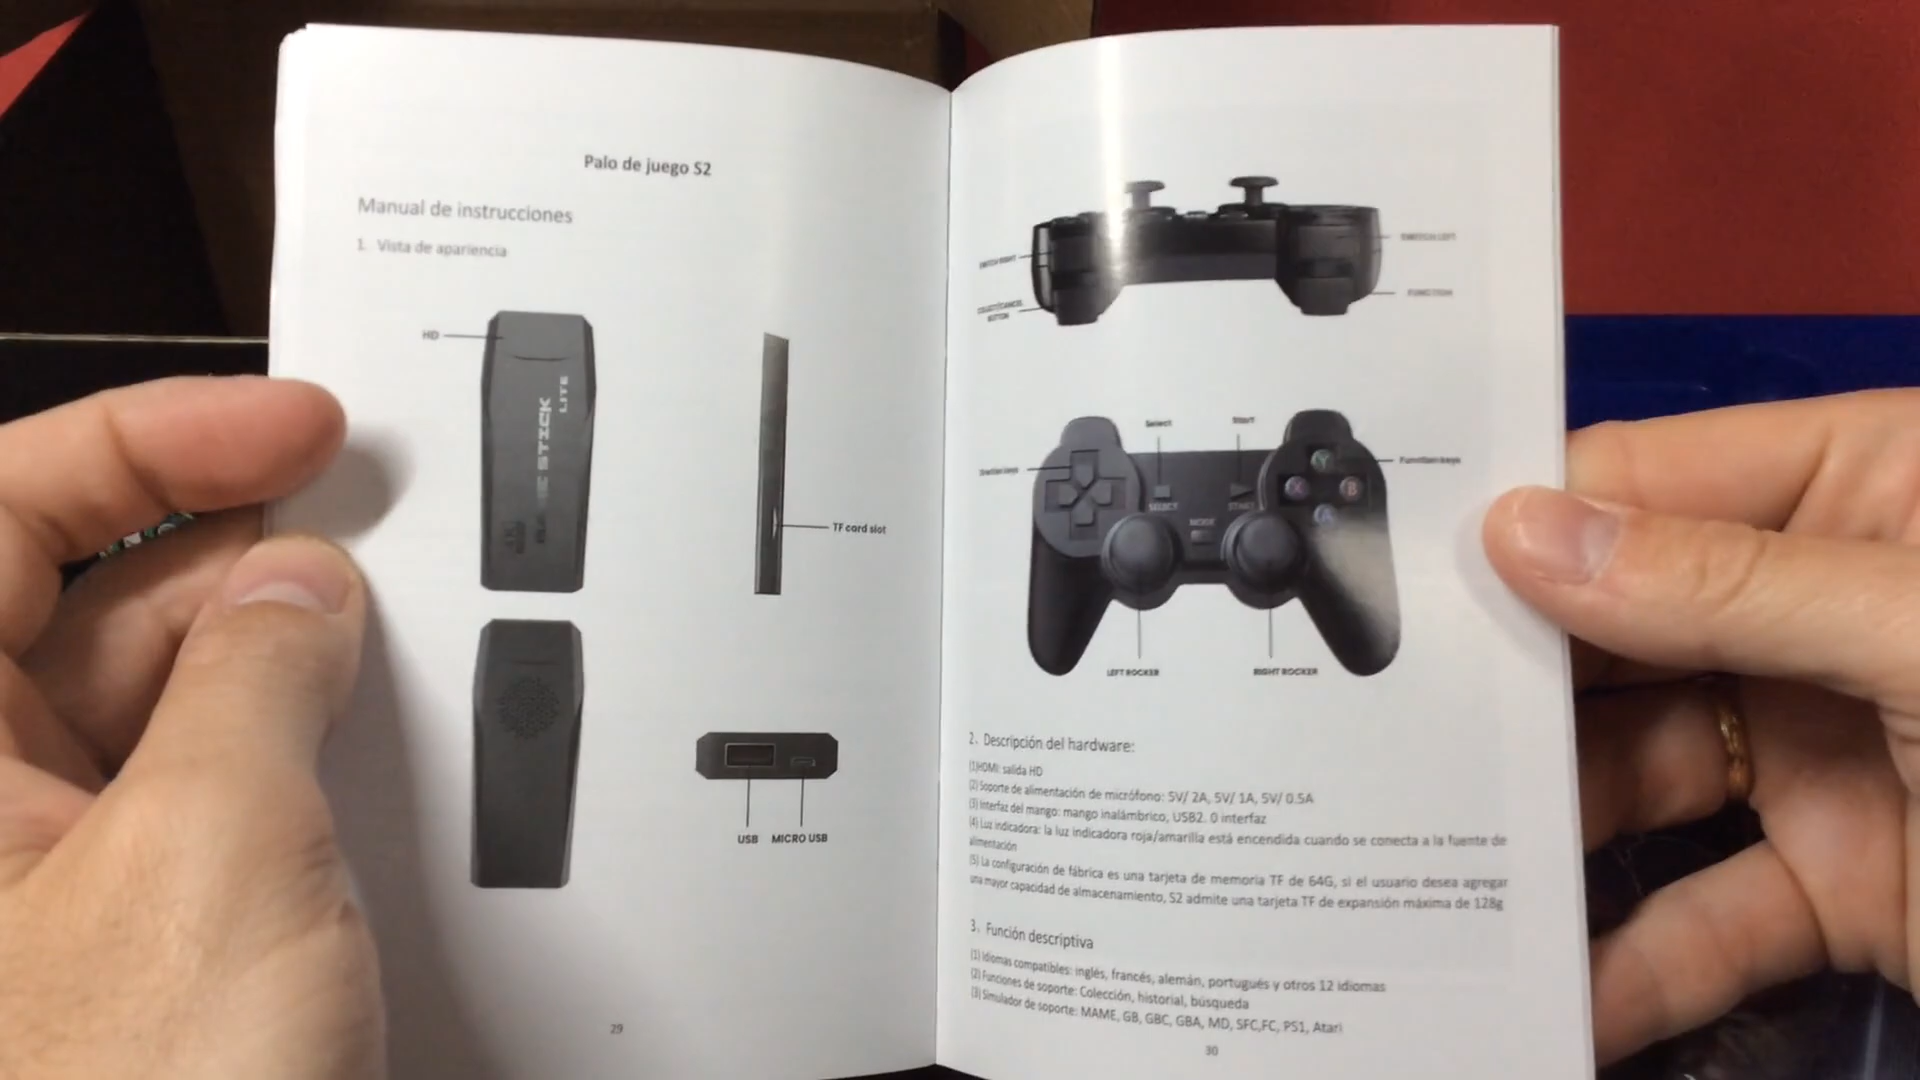 Palo de juego S2
Manual de instrucciones
1. Vista de apariencia
HD
STICK
LITE
TF card slot
USB MICRO USB
29
SWITCH RIGHT
SWITCH LEFT
BUTTON
FUNCTION
Select
Start
Function keys
Y
X
B
A
SELECT
START
MODE
LEFT ROCKER
RIGHT ROCKER
2、Descripción del hardware:
(1)HDMI: salida HD
(2) Soporte de alimentación de micrófono: 5V/ 2A, 5V/ 1A, 5V/ 0.5A
(3) Interfaz del mango: mango inalámbrico, USB2. 0 interfaz
(4) Luz indicadora: la luz indicadora roja/amarilla está encendida cuando se conecta a la fuente de
alimentación
(5) La configuración de fábrica es una tarjeta de memoria TF de 64G, si el usuario desea agregar
una mayor capacidad de almacenamiento, S2 admite una tarjeta TF de expansión máxima de 128g
3、Función descriptiva
(1) Idiomas compatibles: inglés, francés, alemán, portugués y otros 12 idiomas
(2) Funciones de soporte: Colección, historial, búsqueda
(3) Simulador de soporte: MAME, GB, GBC, GBA, MD, SFC,FC, PS1, Atari
30